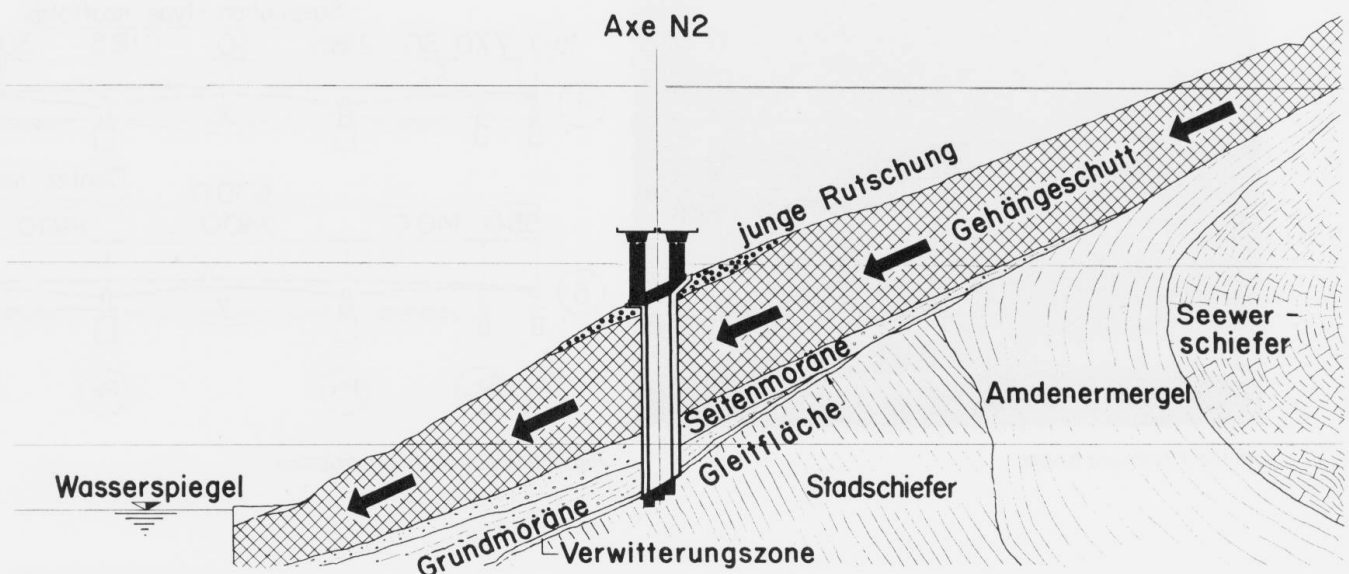 Axe N2
junge Rutschung
Gehängeschutt
Seewer-
schiefer
Seitenmoräne
Amdenermergel
Gleitfläche
Wasserspiegel
Stadschiefer
Grundmoräne
Verwitterungszone